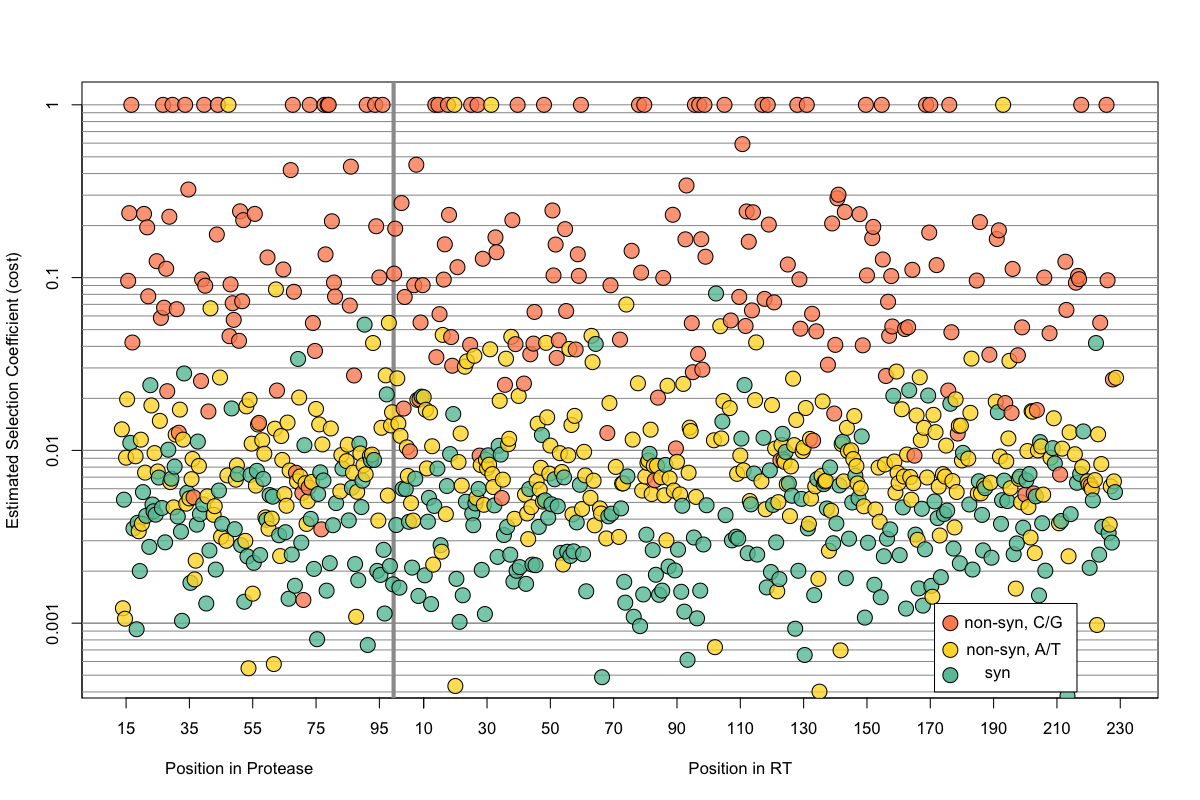 Estimated Selection Coefficient (cost)
1
0.1
0.01
0.001
non-syn, C/G
non-syn, A/T
syn
15 35 55 75 95 10 30 50 70 90 110 130 150 170 190 210 230
Position in Protease Position in RT